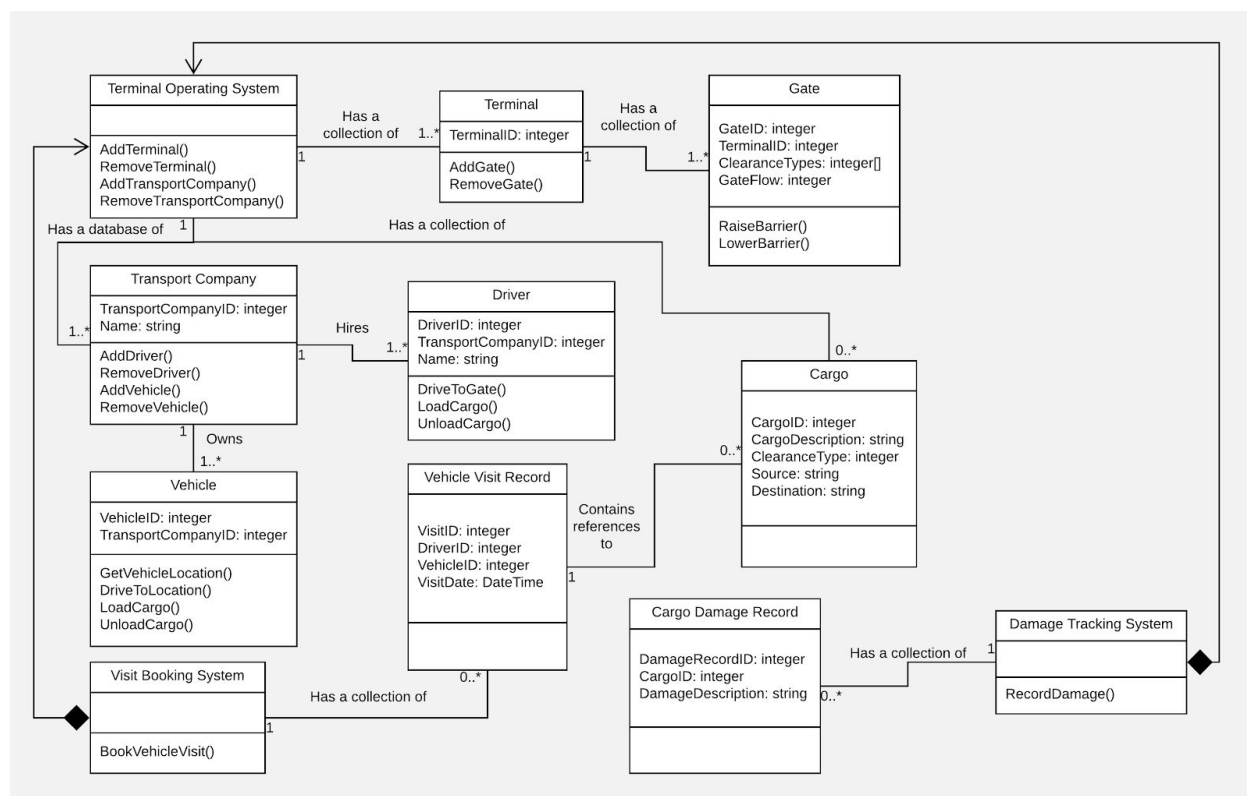 Terminal Operating System
AddTerminal()
RemoveTerminal()
AddTransportCompany()
RemoveTransportCompany()
1
Has a
collection of
1..*
Terminal
TerminalID: integer
AddGate()
RemoveGate()
1
Has a
collection of
1..*
Gate
GateID: integer
TerminalID: integer
ClearanceTypes: integer[]
GateFlow: integer
RaiseBarrier()
LowerBarrier()
1
Has a database of
Has a collection of
1..*
0..*
Transport Company
TransportCompanyID: integer
Name: string
AddDriver()
RemoveDriver()
AddVehicle()
RemoveVehicle()
1
Hires
1..*
Driver
DriverID: integer
TransportCompanyID: integer
Name: string
DriveToGate()
LoadCargo()
UnloadCargo()
Cargo
CargoID: integer
CargoDescription: string
ClearanceType: integer
Source: string
Destination: string
1
Owns
1..*
Vehicle
VehicleID: integer
TransportCompanyID: integer
GetVehicleLocation()
DriveToLocation()
LoadCargo()
UnloadCargo()
Vehicle Visit Record
VisitID: integer
DriverID: integer
VehicleID: integer
VisitDate: DateTime
0..*
Contains
references
to
1
Cargo Damage Record
DamageRecordID: integer
CargoID: integer
DamageDescription: string
0..*
Has a collection of
1
Damage Tracking System
RecordDamage()
Visit Booking System
BookVehicleVisit()
1
Has a collection of
0..*